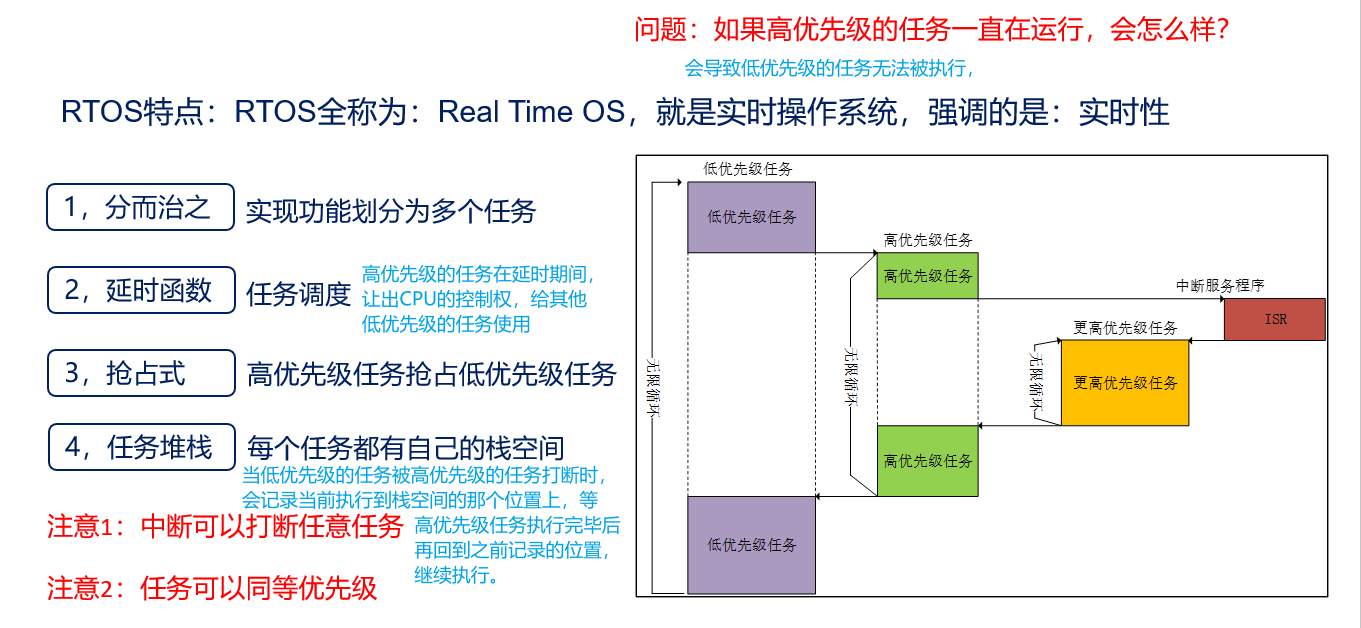 问题：如果高优先级的任务一直在运行，会怎么样？
会导致低优先级的任务无法被执行，
RTOS特点：RTOS全称为：Real Time OS，就是实时操作系统，强调的是：实时性
1，分而治之
实现功能划分为多个任务
2，延时函数
任务调度
高优先级的任务在延时期间，
让出CPU的控制权，给其他
低优先级的任务使用
3，抢占式
高优先级任务抢占低优先级任务
4，任务堆栈
每个任务都有自己的栈空间
当低优先级的任务被高优先级的任务打断时，
会记录当前执行到栈空间的那个位置上，等
高优先级任务执行完毕后
再回到之前记录的位置，
继续执行。
注意1：中断可以打断任意任务
注意2：任务可以同等优先级
低优先级任务
低优先级任务
高优先级任务
高优先级任务
中断服务程序
ISR
更高优先级任务
更高优先级任务
无限循环
无限循环
无限循环
高优先级任务
低优先级任务